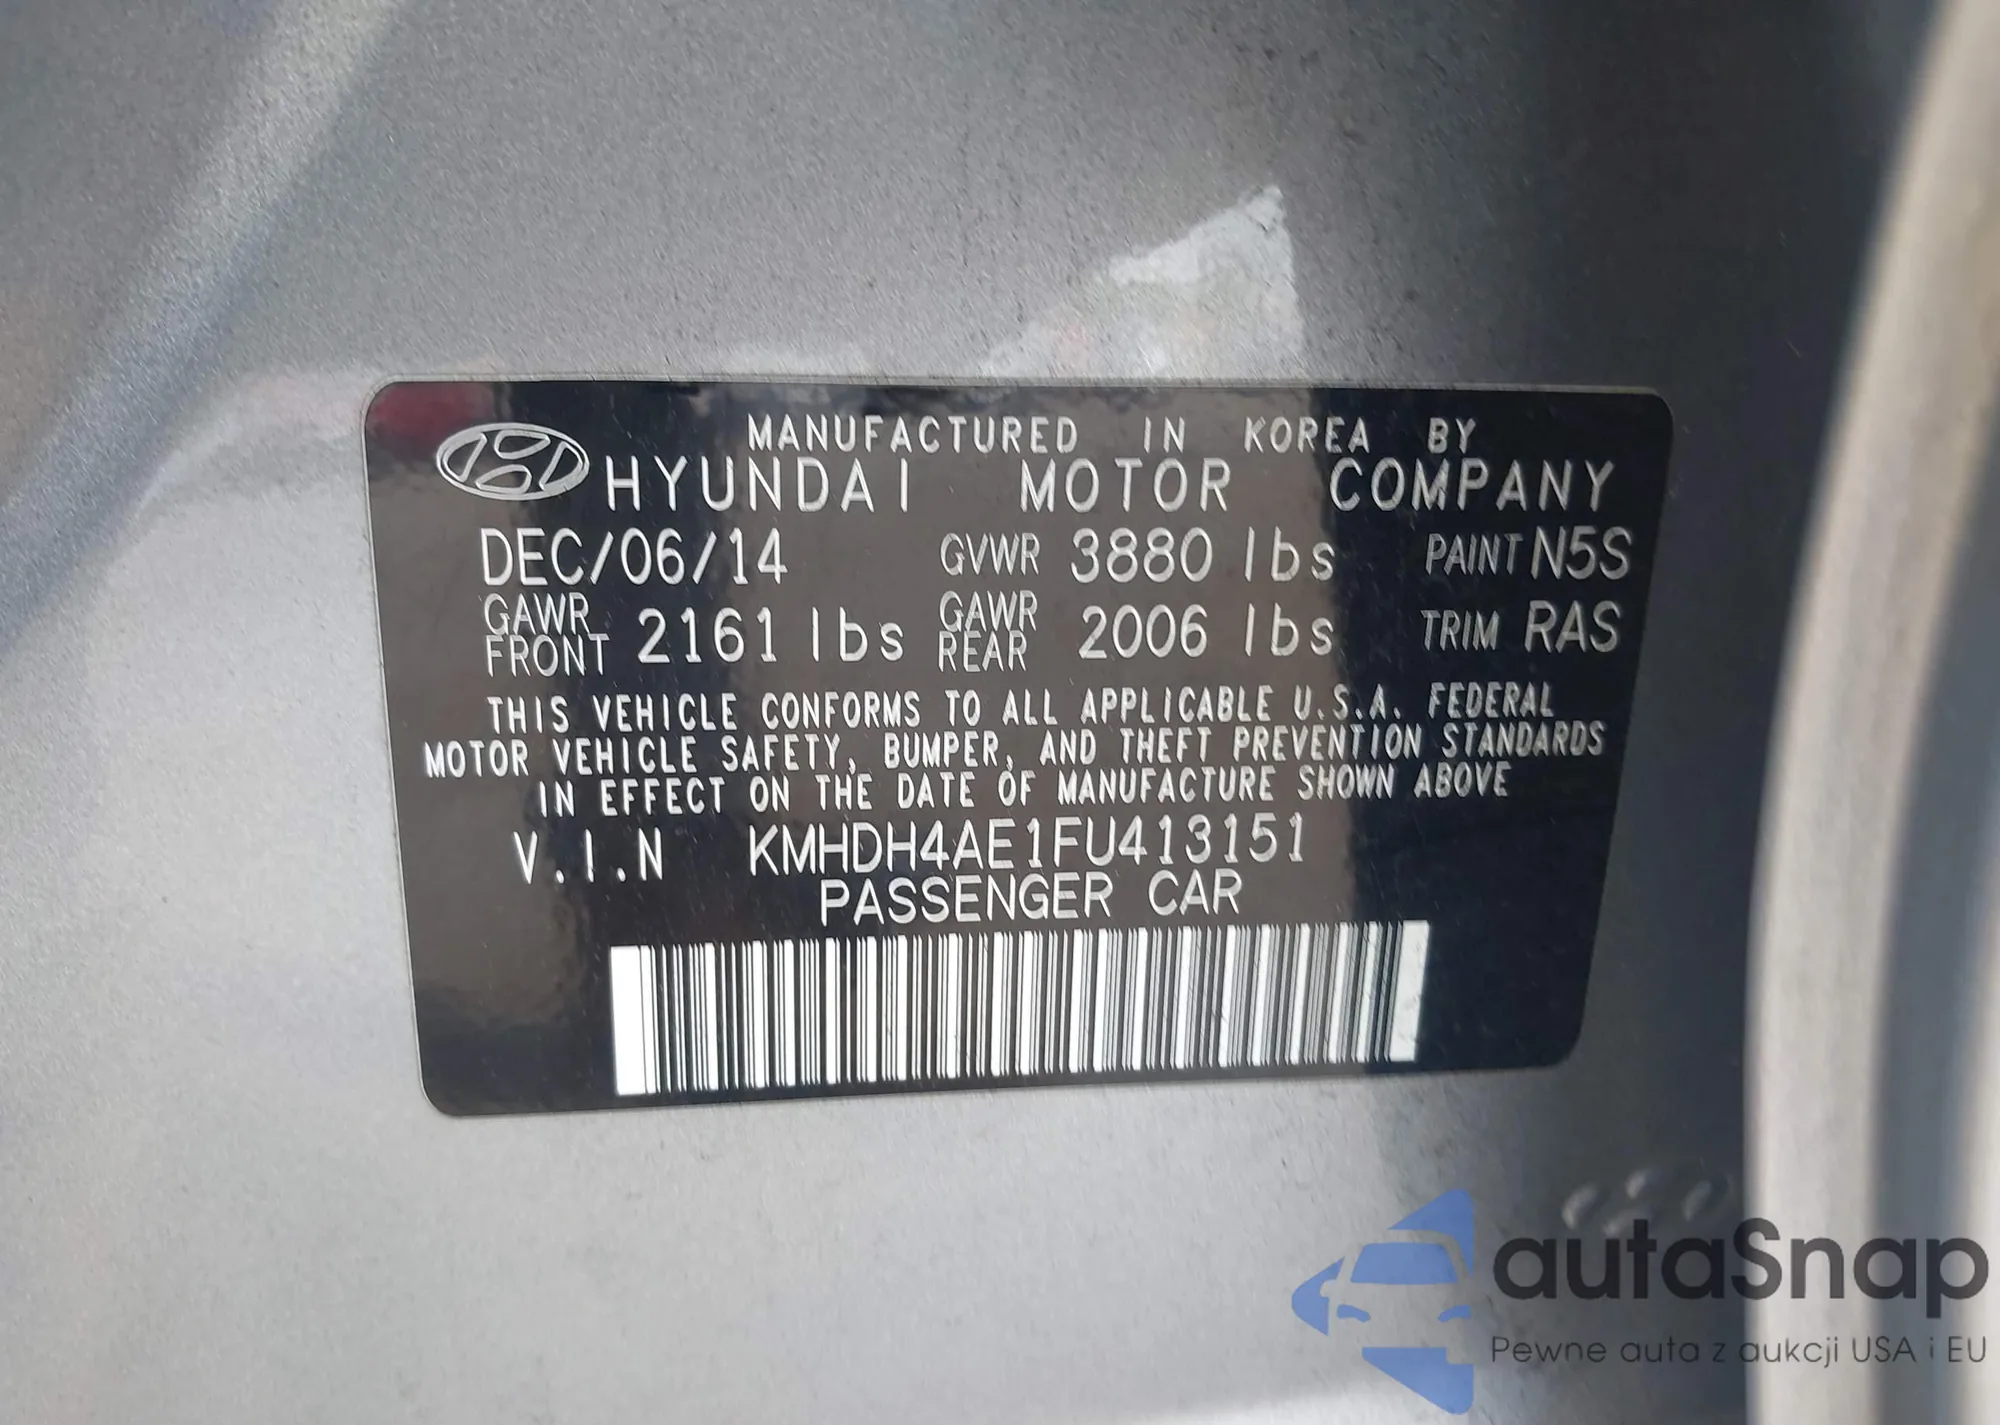 MANUFACTURED IN KOREA BY
HYUNDAI MOTOR COMPANY
DEC/06/14 GVWR 3880 lbs PAINT N5S
GAWR FRONT 2161 lbs GAWR REAR 2006 lbs TRIM RAS
THIS VEHICLE CONFORMS TO ALL APPLICABLE U.S.A. FEDERAL
MOTOR VEHICLE SAFETY, BUMPER, AND THEFT PREVENTION STANDARDS
IN EFFECT ON THE DATE OF MANUFACTURE SHOWN ABOVE
V.I.N KMHDH4AE1FU413151
PASSENGER CAR
autaSnap
Pewne auta z aukcji USA i EU